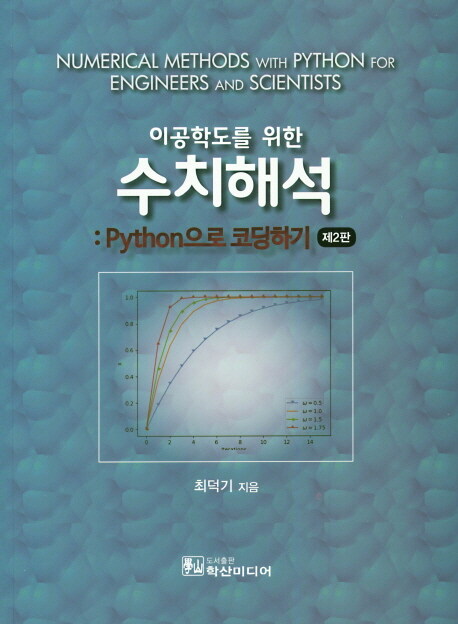 NUMERICAL METHODS WITH PYTHON FOR
ENGINEERS AND SCIENTISTS
이공학도를 위한
수치해석
: Python으로 코딩하기 제2판
1.0
0.8
0.6
0.4
0.2
0.0
0 2 4 6 8 10 12 14
ω = 0.5
ω = 1.0
ω = 1.5
ω = 1.75
최덕기 지음
도서출판
학산미디어